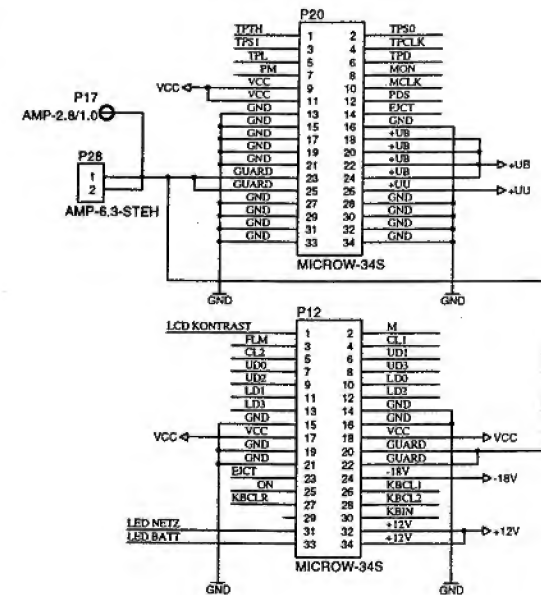 P20
TPTH 1 2 TPS0
TPS1 3 4 TPCLK
TPL 5 6 TPD
PM 7 8 MON
VCC VCC 9 10 MCLK
VCC 11 12 PDS
GND 13 14 EJCT
GND 15 16 GND
GND 17 18 +UB
GND 19 20 +UB
GND 21 22 +UB +UB
GUARD 23 24 +UB
GUARD 25 26 +UU +UU
GND 27 28 GND
GND 29 30 GND
GND 31 32 GND
GND 33 34 GND
MICROW-34S
P17
AMP-2.8/1.0
P28
1
2
AMP-6,3-STEH
GND GND
P12
LCD KONTRAST 1 2 M
FLM 3 4 CL1
CL2 5 6 UD1
UD0 7 8 UD3
UD2 9 10 LD0
LD1 11 12 LD2
LD3 13 14 GND
GND 15 16 GND
VCC VCC 17 18 VCC VCC
GND 19 20 GUARD
GND 21 22 GUARD
EJCT 23 24 -18V -18V
ON 25 26 KBCL1
KBCLR 27 28 KBCL2
29 30 KBIN
LED NETZ 31 32 +12V +12V
LED BATT 33 34 +12V
MICROW-34S
GND GND